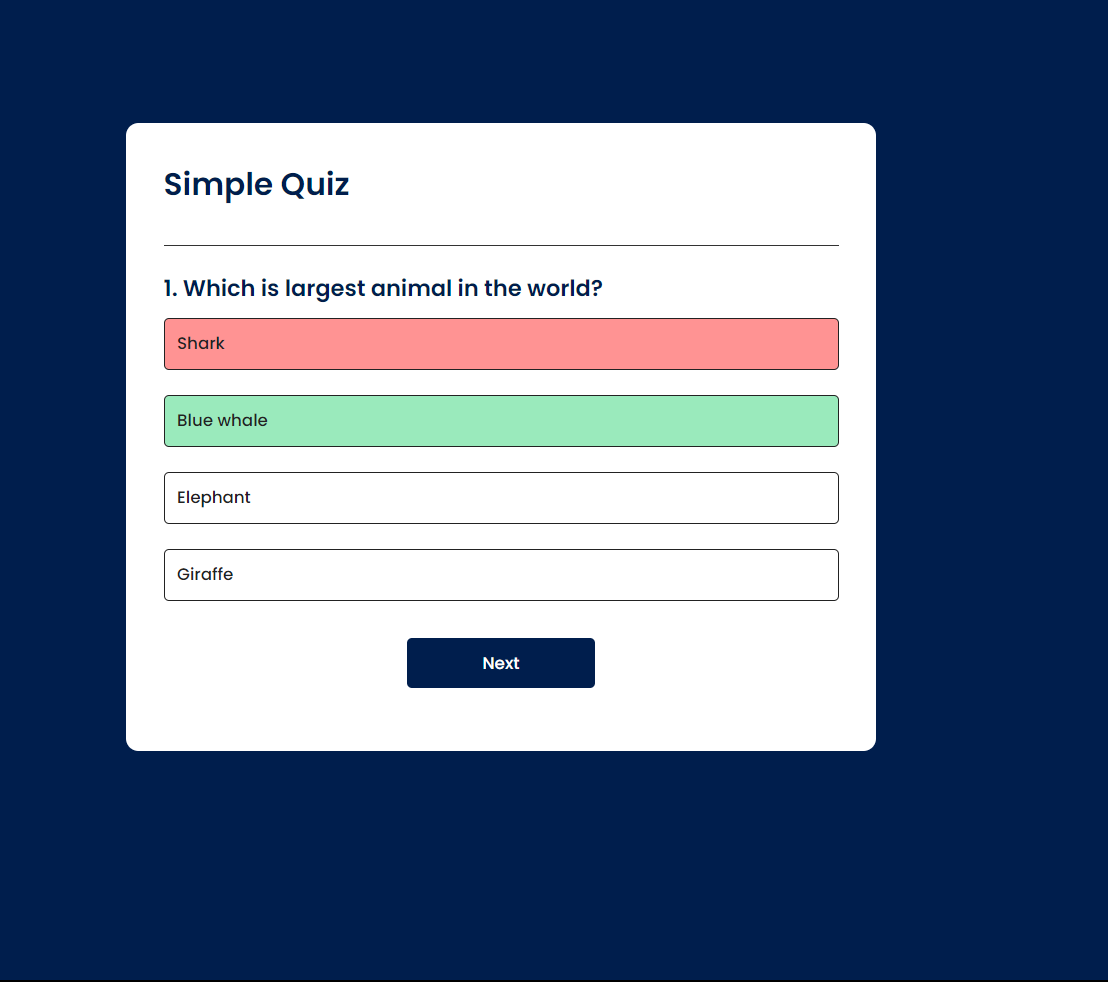 Simple Quiz
1. Which is largest animal in the world?
Shark
Blue whale
Elephant
Giraffe
Next